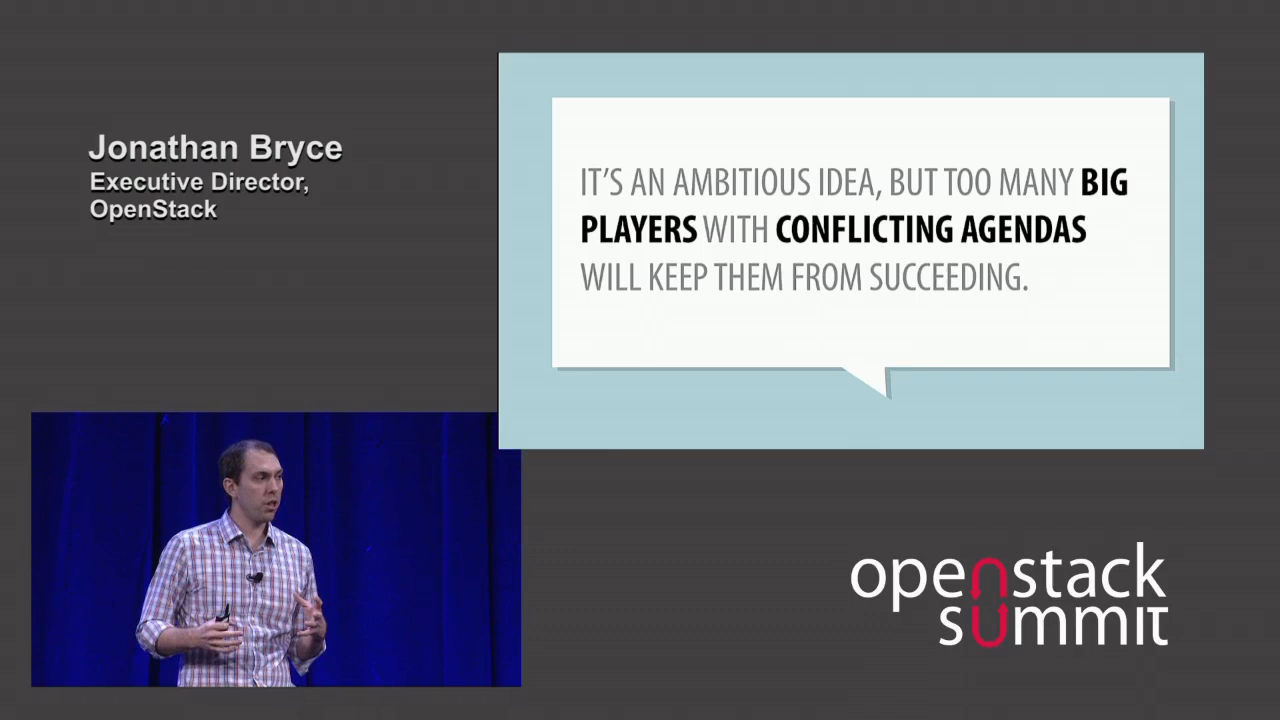 Jonathan Bryce
Executive Director,
OpenStack
IT'S AN AMBITIOUS IDEA, BUT TOO MANY BIG
PLAYERS WITH CONFLICTING AGENDAS
WILL KEEP THEM FROM SUCCEEDING.
openstack
summit